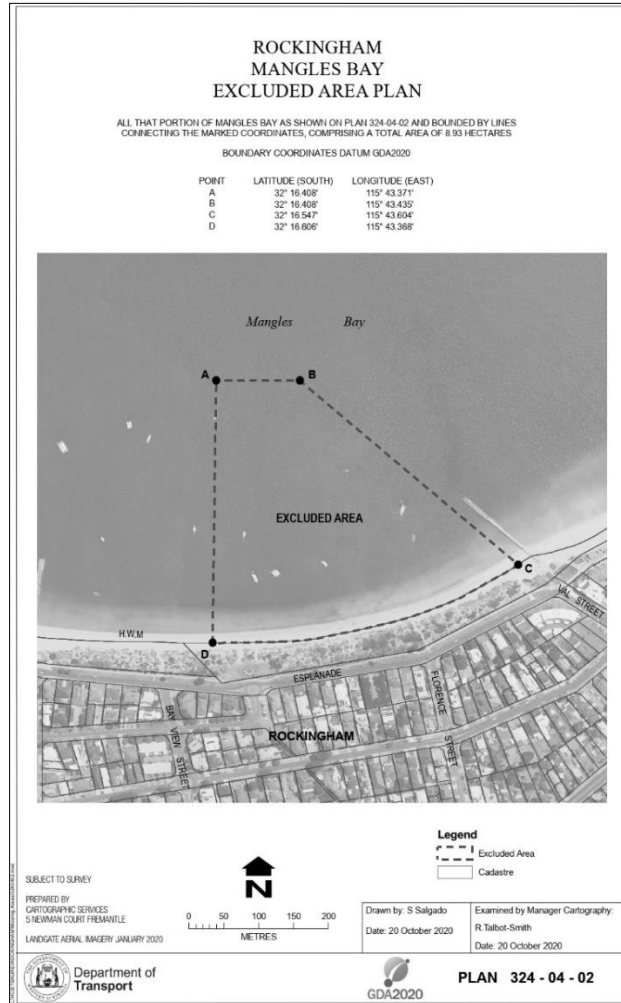 ROCKINGHAM
MANGLES BAY
EXCLUDED AREA PLAN
ALL THAT PORTION OF MANGLES BAY AS SHOWN ON PLAN 324-04-02 AND BOUNDED BY LINES
CONNECTING THE MARKED COORDINATES, COMPRISING A TOTAL AREA OF 8.93 HECTARES
BOUNDARY COORDINATES DATUM GDA2020
POINT LATITUDE (SOUTH) LONGITUDE (EAST)
A 32° 16.408' 115° 43.371'
B 32° 16.408' 115° 43.435'
C 32° 16.547' 115° 43.604'
D 32° 16.606' 115° 43.368'
Mangles Bay
A
B
EXCLUDED AREA
C
VAL STREET
H.W.M
D
ESPLANADE
FLORENCE STREET
BAY VIEW STREET
ROCKINGHAM
Legend
Excluded Area
Cadastre
SUBJECT TO SURVEY
PREPARED BY
CARTOGRAPHIC SERVICES
5 NEWMAN COURT FREMANTLE
LANDGATE AERIAL IMAGERY JANUARY 2020
N
0 50 100 150 200
METRES
Drawn by: S Salgado
Date: 20 October 2020
Examined by Manager Cartography:
R.Talbot-Smith
Date: 20 October 2020
Department of
Transport
GDA2020
PLAN 324 - 04 - 02